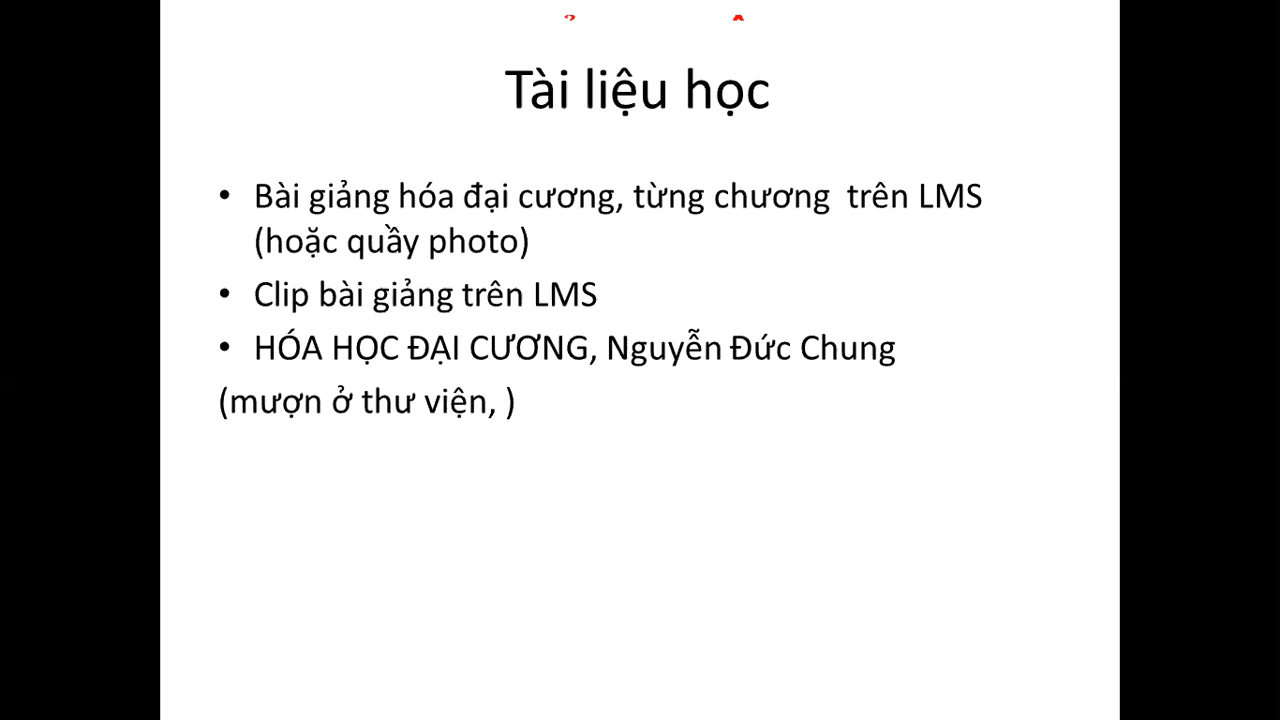 Tài liệu học
• Bài giảng hóa đại cương, từng chương trên LMS
(hoặc quầy photo)
• Clip bài giảng trên LMS
• HÓA HỌC ĐẠI CƯƠNG, Nguyễn Đức Chung
(mượn ở thư viện, )